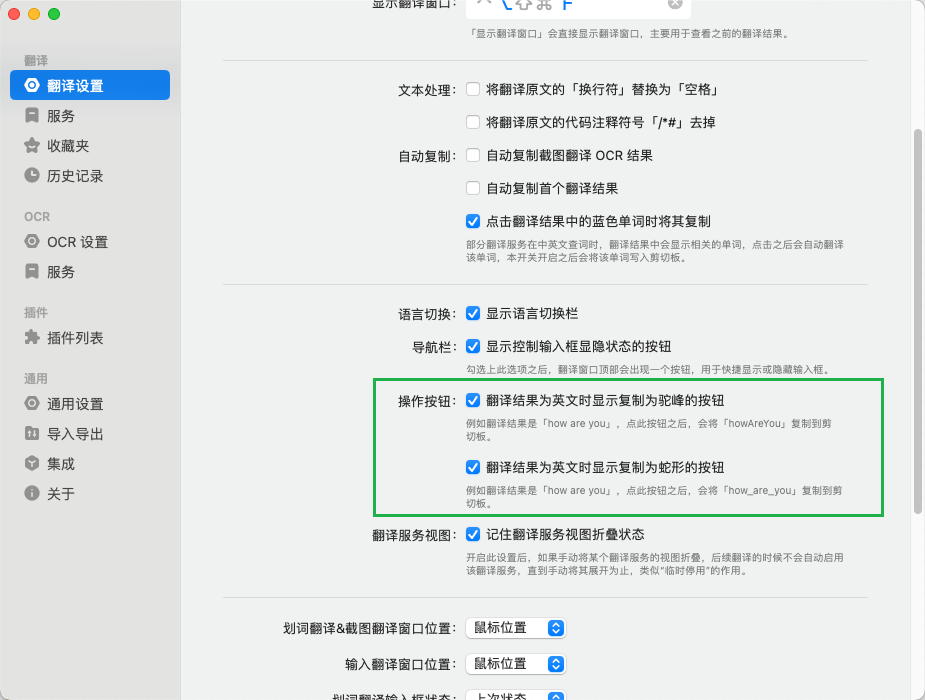 显示翻译窗口：
⌃⌥⇧⌘ F
「显示翻译窗口」会直接显示翻译窗口，主要用于查看之前的翻译结果。
翻译
翻译设置
服务
收藏夹
历史记录
OCR
OCR 设置
服务
插件
插件列表
通用
通用设置
导入导出
集成
关于
文本处理：
将翻译原文的「换行符」替换为「空格」
将翻译原文的代码注释符号「/*#」去掉
自动复制：
自动复制截图翻译 OCR 结果
自动复制首个翻译结果
点击翻译结果中的蓝色单词时将其复制
部分翻译服务在中英文查词时，翻译结果中会显示相关的单词，点击之后会自动翻译
该单词，本开关开启之后会将该单词写入剪切板。
语言切换：
显示语言切换栏
导航栏：
显示控制输入框显隐状态的按钮
勾选上此选项之后，翻译窗口顶部会出现一个按钮，用于快捷显示或隐藏输入框。
操作按钮：
翻译结果为英文时显示复制为驼峰的按钮
例如翻译结果是「how are you」，点此按钮之后，会将「howAreYou」复制到剪
切板。
翻译结果为英文时显示复制为蛇形的按钮
例如翻译结果是「how are you」，点此按钮之后，会将「how_are_you」复制到剪
切板。
翻译服务视图：
记住翻译服务视图折叠状态
开启此设置后，如果手动将某个翻译服务的视图折叠，后续翻译的时候不会自动启用
该翻译服务，直到手动将其展开为止，类似“临时停用”的作用。
划词翻译&截图翻译窗口位置：
鼠标位置
输入翻译窗口位置：
鼠标位置
划词翻译输入框状态：
上次状态